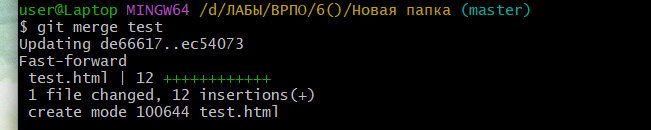 user@Laptop MINGW64 /d/ЛАБЫ/ВРПО/6()/Новая папка (master)
$ git merge test
Updating de66617..ec54073
Fast-forward
 test.html | 12 ++++++++++++
 1 file changed, 12 insertions(+)
 create mode 100644 test.html